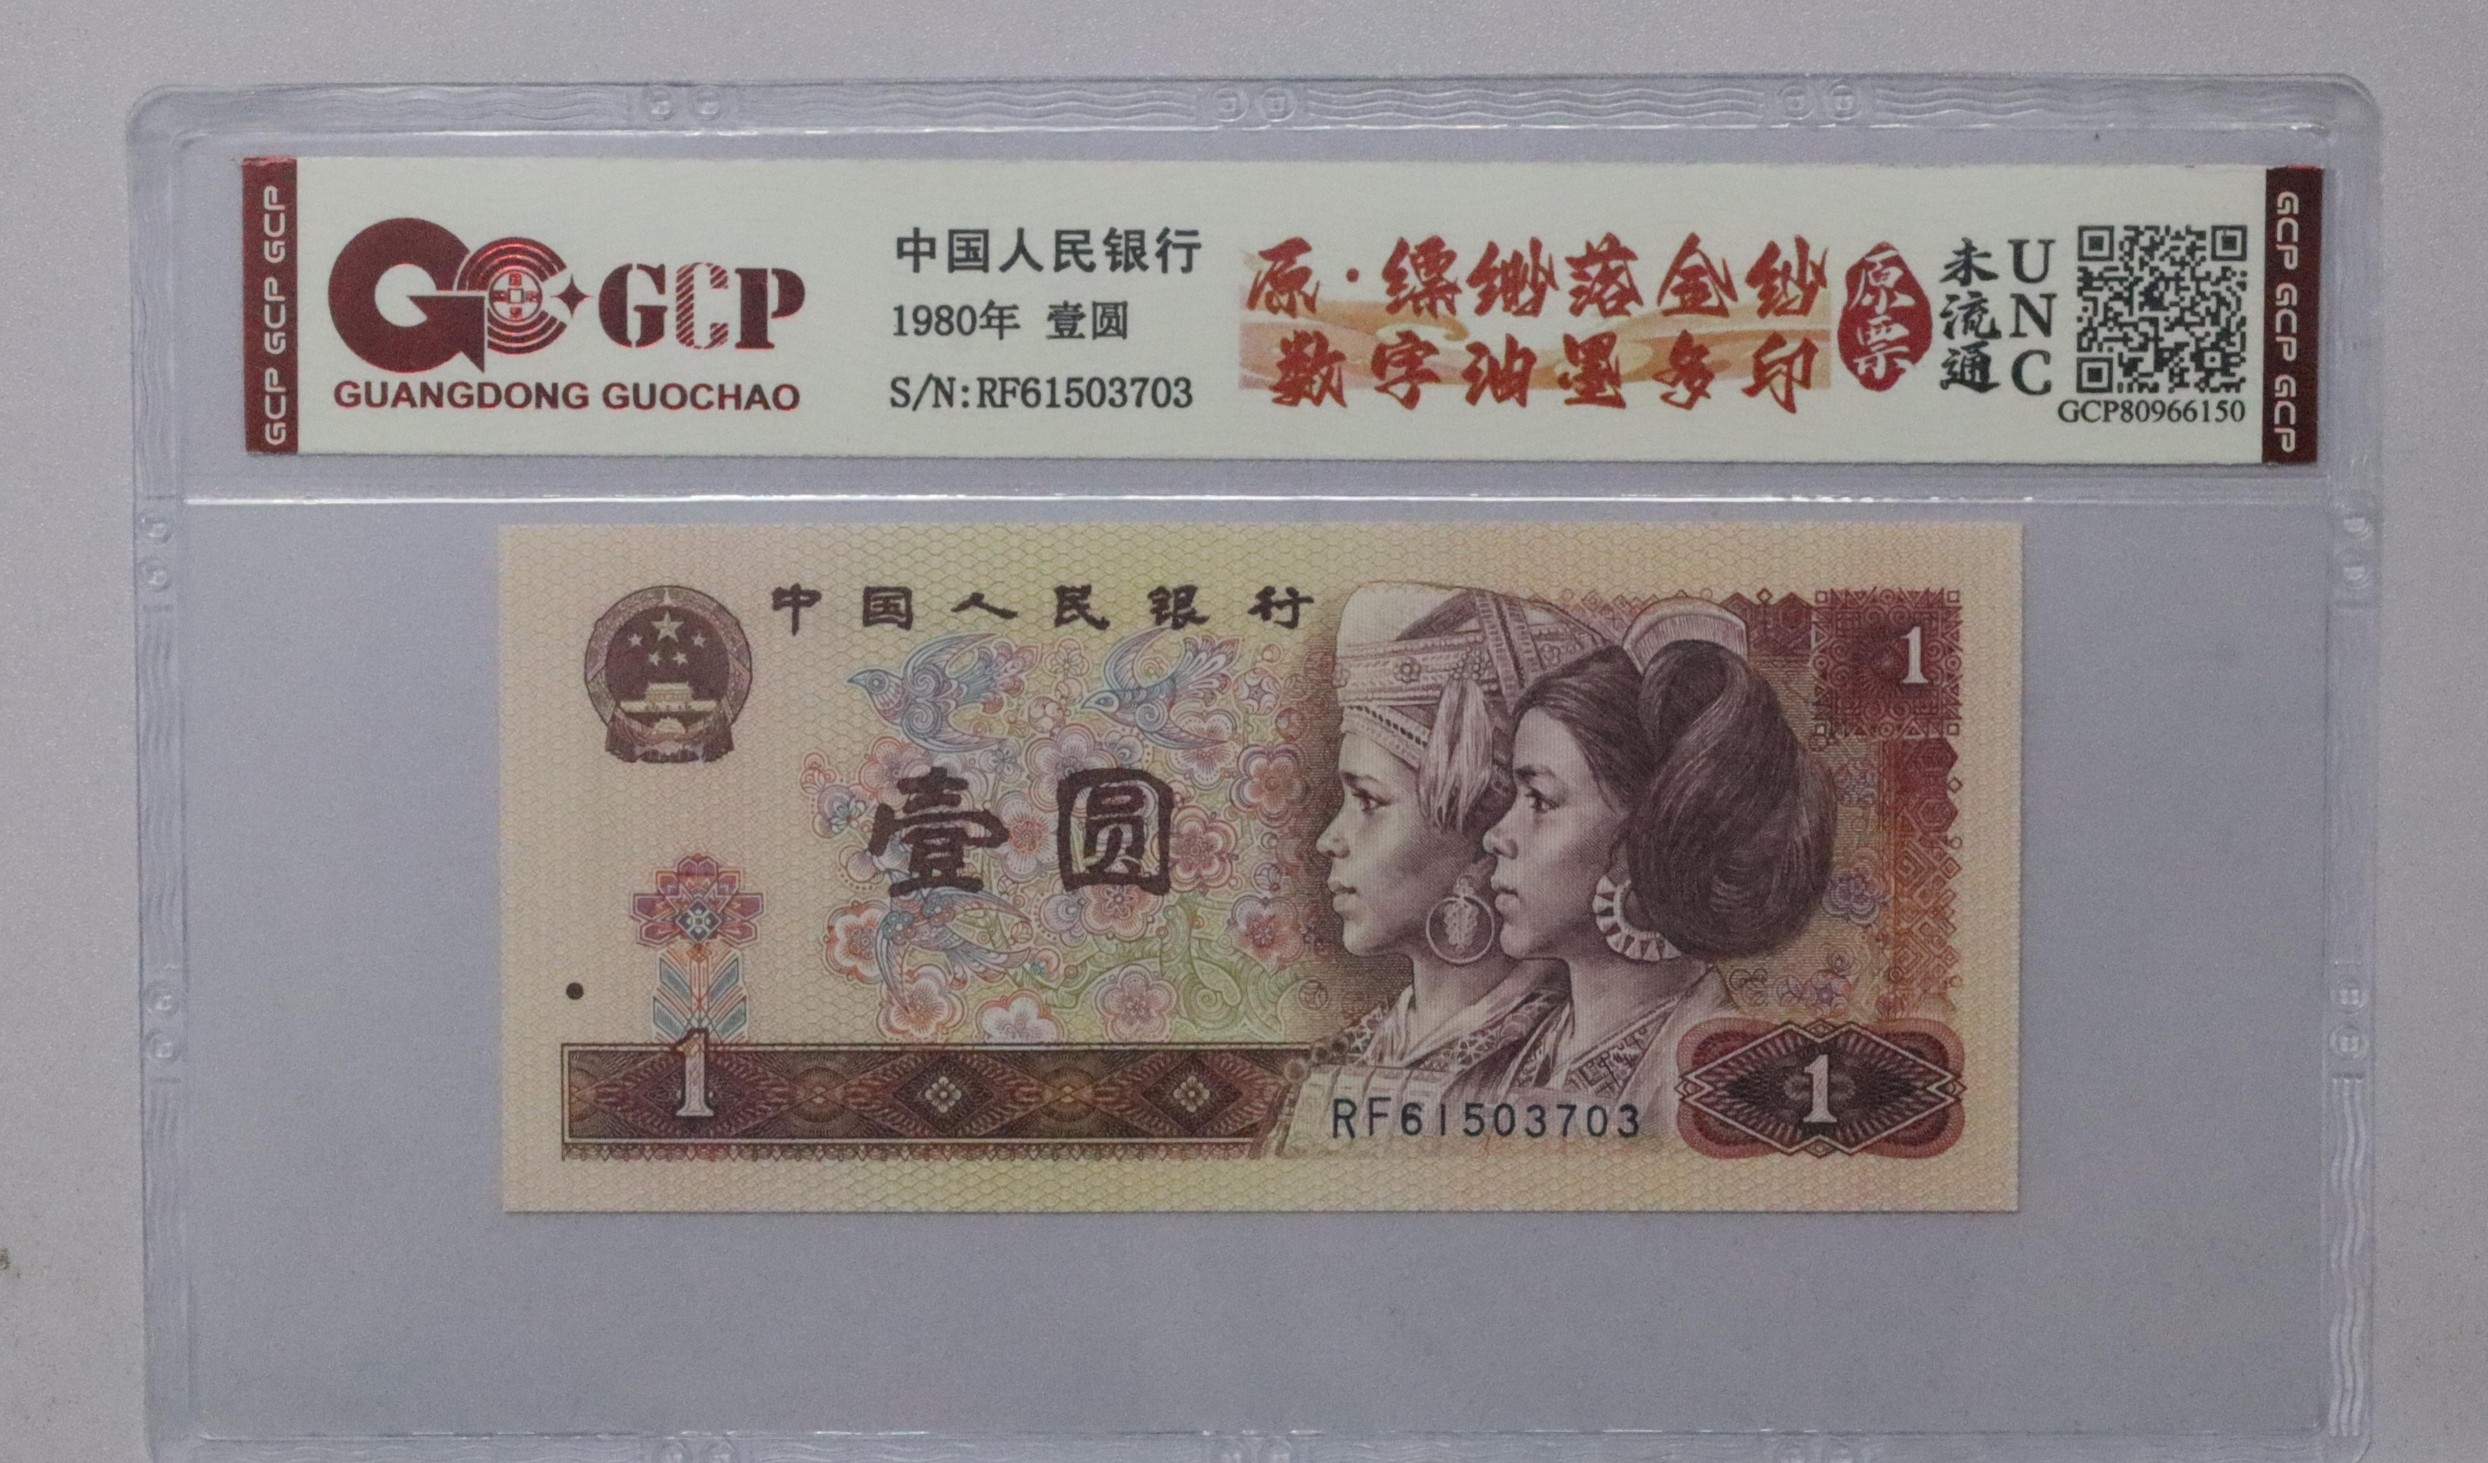 GCP GCP GCP
GCP
GUANGDONG GUOCHAO
中国人民银行
1980年 壹圆
S/N:RF61503703
原·缥缈落金纱
数字油墨多印
原票
未流通
UNC
GCP80966150
GCP GCP GCP
中国人民银行
1
壹圆
1
RF61503703
1